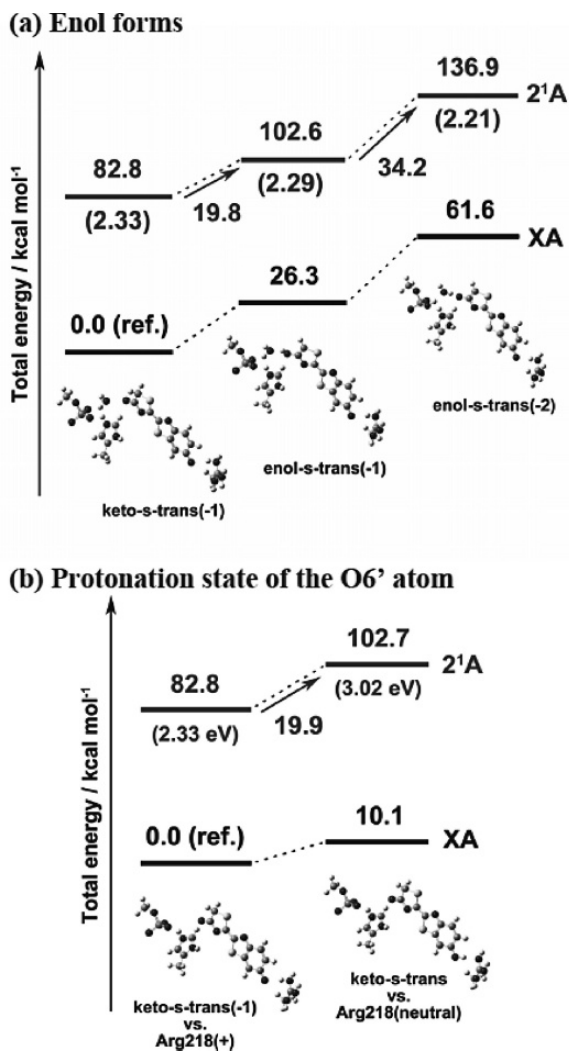 (a) Enol forms
Total energy / kcal mol⁻¹
136.9
2¹A
(2.21)
102.6
(2.29)
34.2
82.8
(2.33)
19.8
61.6
XA
26.3
0.0 (ref.)
enol-s-trans(-2)
enol-s-trans(-1)
keto-s-trans(-1)
(b) Protonation state of the O6' atom
Total energy / kcal mol⁻¹
102.7
2¹A
(3.02 eV)
82.8
(2.33 eV)
19.9
10.1
XA
0.0 (ref.)
keto-s-trans(-1)
vs.
Arg218(+)
keto-s-trans
vs.
Arg218(neutral)